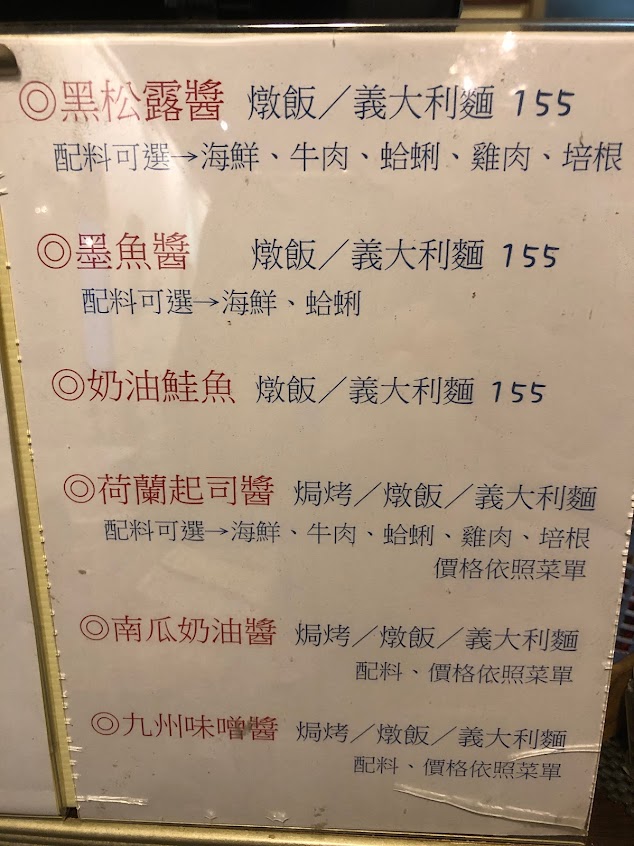 ◎黑松露醬 燉飯／義大利麵 155
配料可選→海鮮、牛肉、蛤蜊、雞肉、培根
◎墨魚醬 燉飯／義大利麵 155
配料可選→海鮮、蛤蜊
◎奶油鮭魚 燉飯／義大利麵 155
◎荷蘭起司醬 焗烤／燉飯／義大利麵
配料可選→海鮮、牛肉、蛤蜊、雞肉、培根
價格依照菜單
◎南瓜奶油醬 焗烤／燉飯／義大利麵
配料、價格依照菜單
◎九州味噌醬 焗烤／燉飯／義大利麵
配料、價格依照菜單